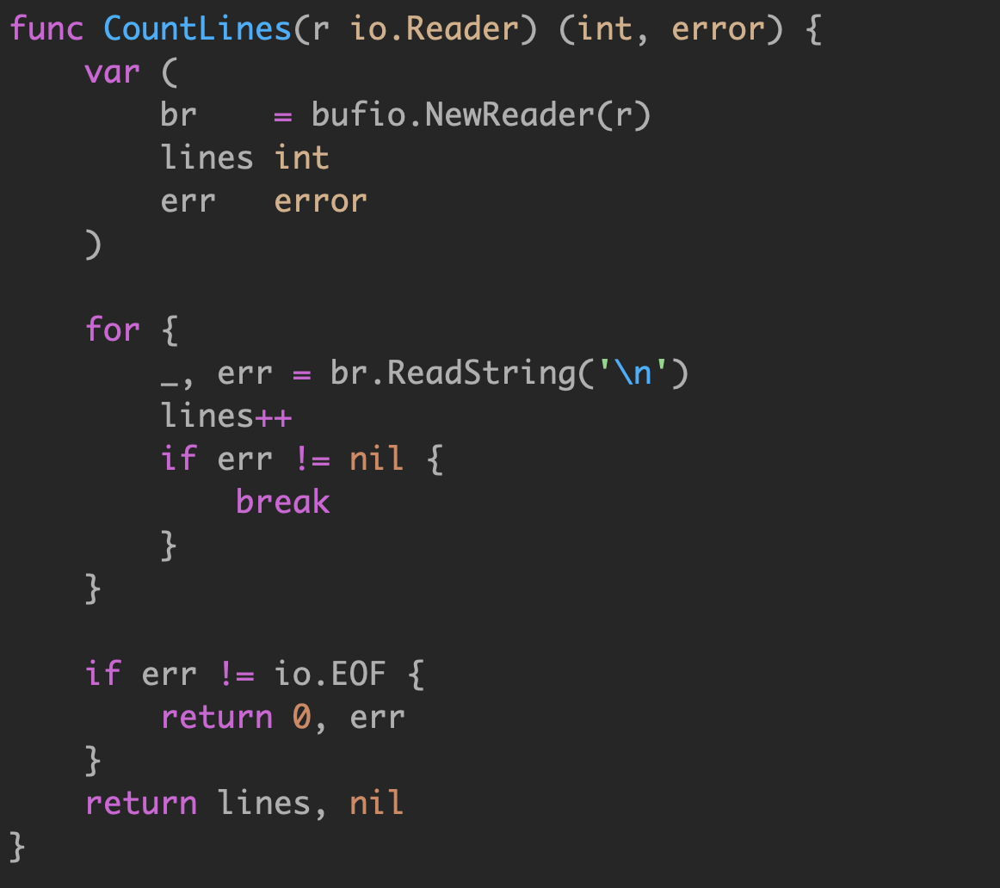 func CountLines(r io.Reader) (int, error) {
    var (
        br    = bufio.NewReader(r)
        lines int
        err   error
    )

    for {
        _, err = br.ReadString('\n')
        lines++
        if err != nil {
            break
        }
    }

    if err != io.EOF {
        return 0, err
    }
    return lines, nil
}